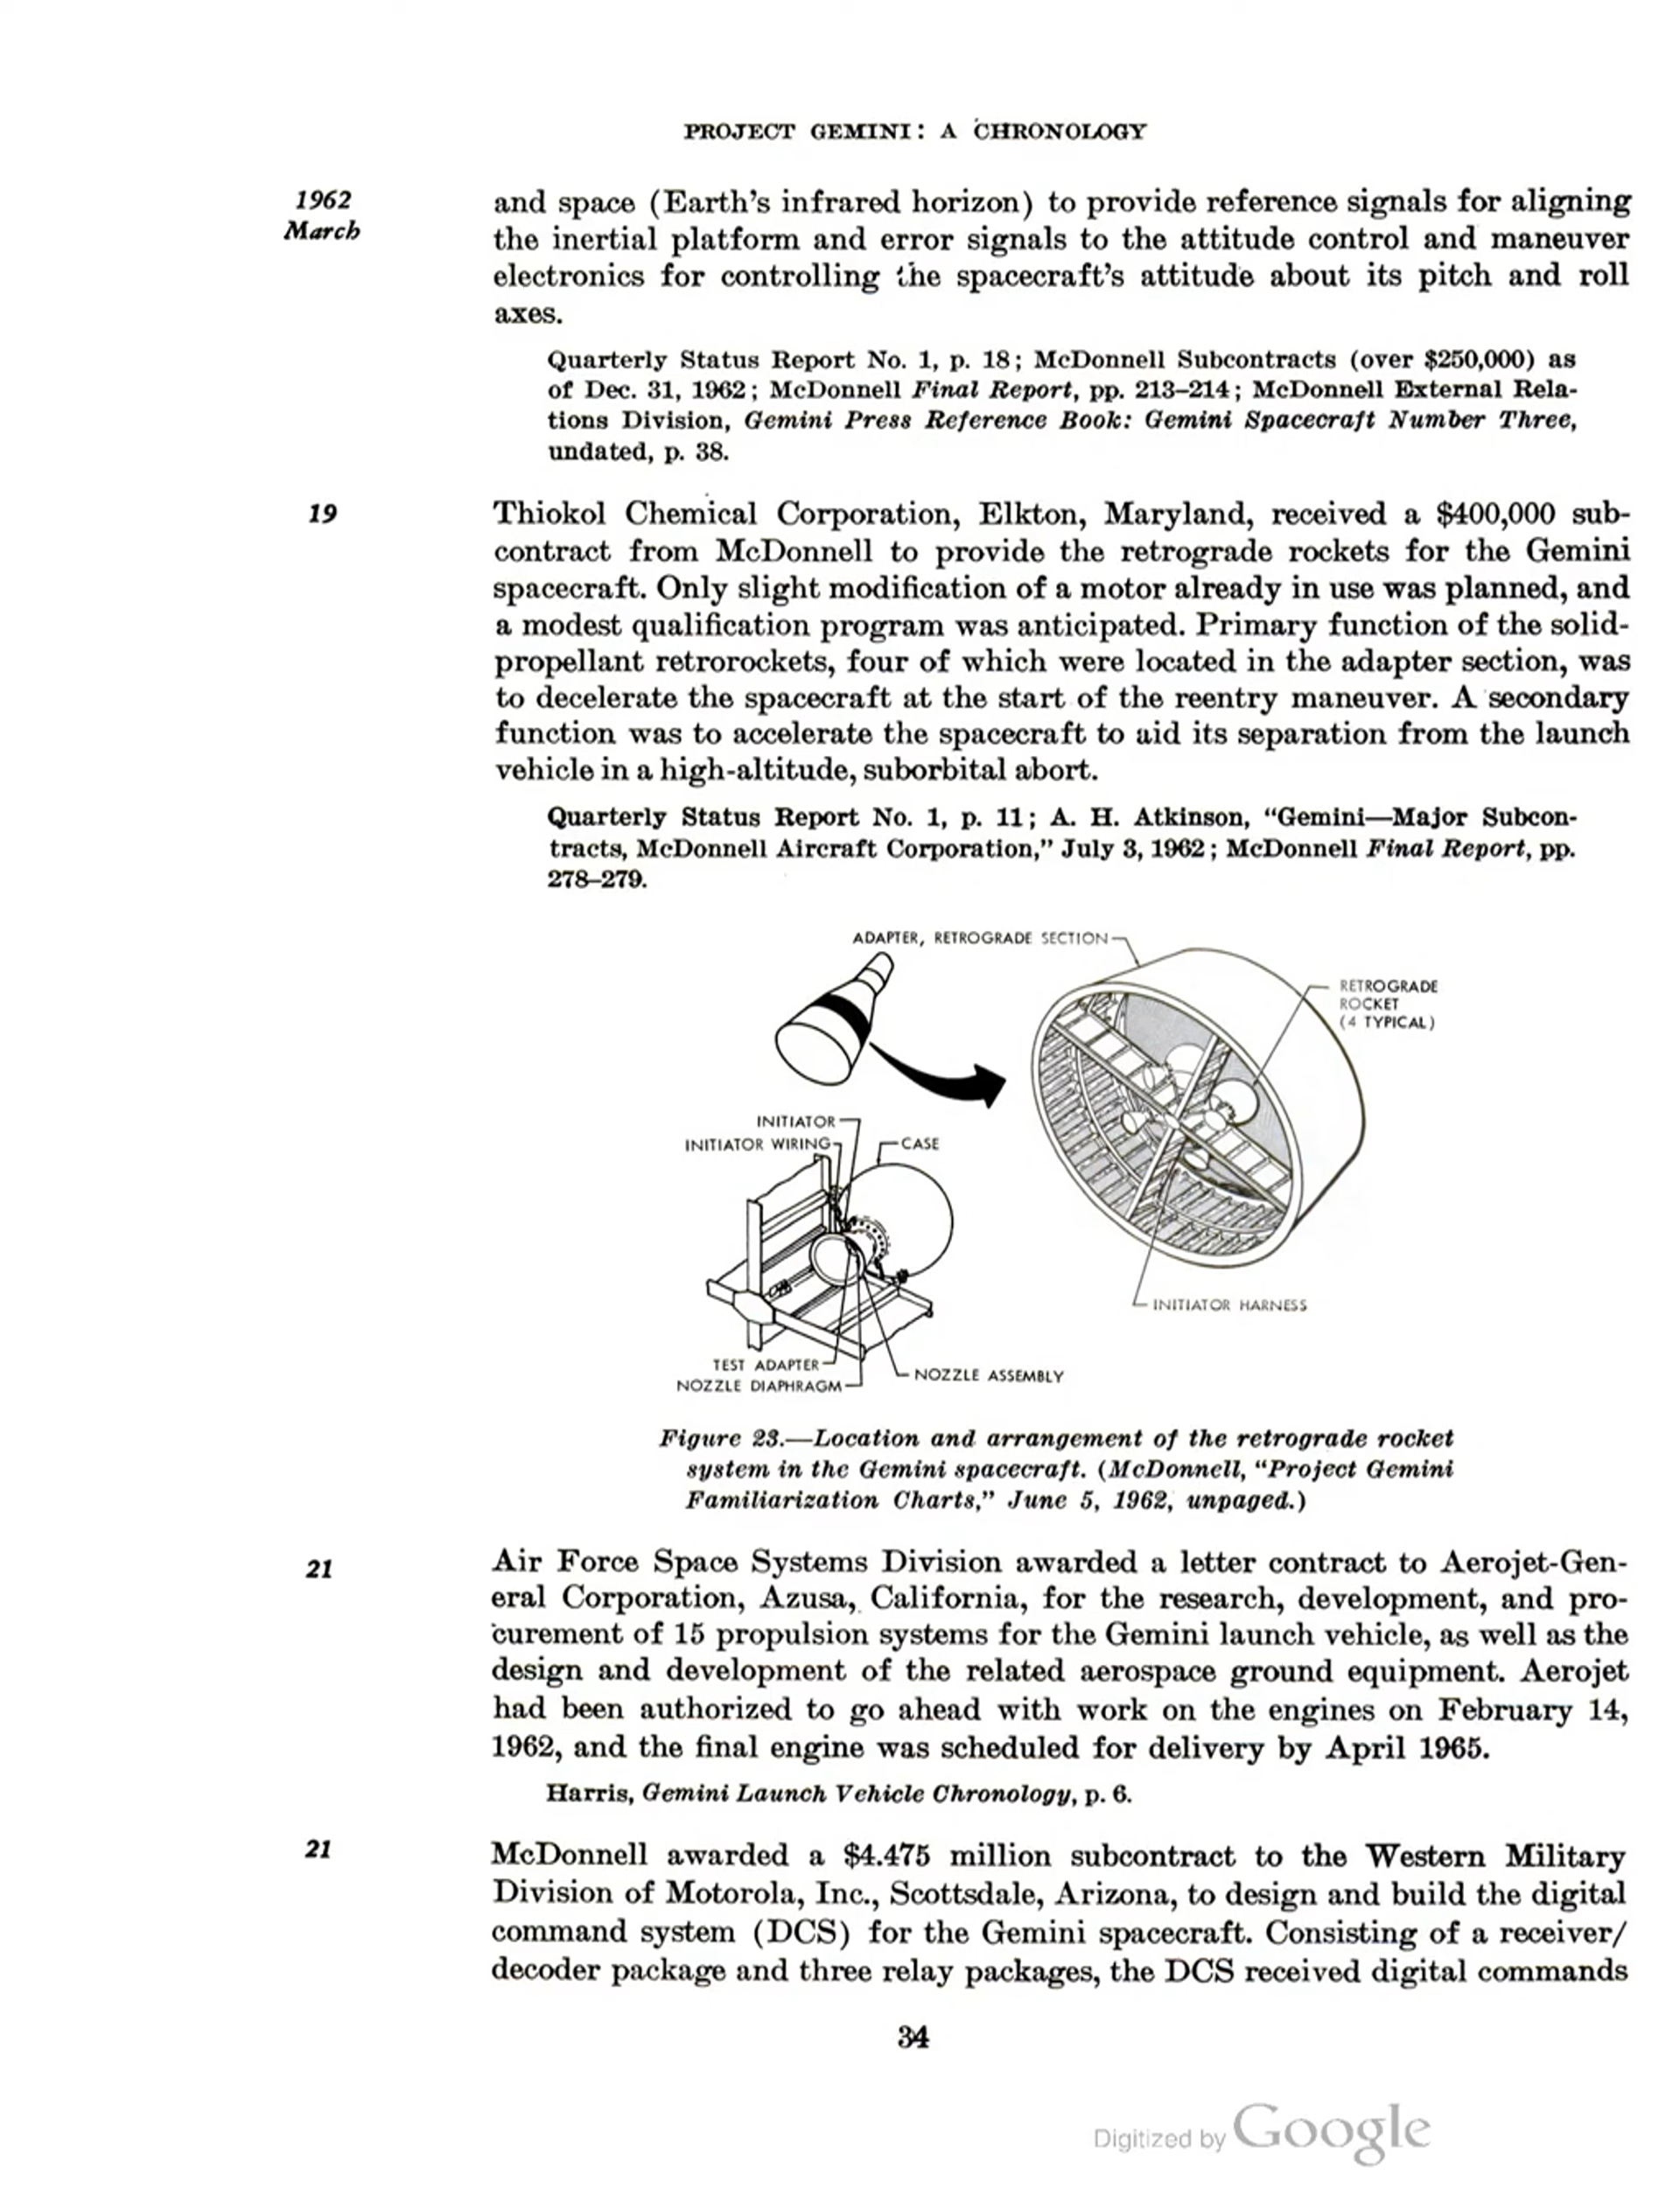 PROJECT GEMINI: A CHRONOLOGY
1962
March
and space (Earth's infrared horizon) to provide reference signals for aligning
the inertial platform and error signals to the attitude control and maneuver
electronics for controlling the spacecraft's attitude about its pitch and roll
axes.
Quarterly Status Report No. 1, p. 18; McDonnell Subcontracts (over $250,000) as
of Dec. 31, 1962; McDonnell Final Report, pp. 213–214; McDonnell External Rela-
tions Division, Gemini Press Reference Book: Gemini Spacecraft Number Three,
undated, p. 38.
19
Thiokol Chemical Corporation, Elkton, Maryland, received a $400,000 sub-
contract from McDonnell to provide the retrograde rockets for the Gemini
spacecraft. Only slight modification of a motor already in use was planned, and
a modest qualification program was anticipated. Primary function of the solid-
propellant retrorockets, four of which were located in the adapter section, was
to decelerate the spacecraft at the start of the reentry maneuver. A secondary
function was to accelerate the spacecraft to aid its separation from the launch
vehicle in a high-altitude, suborbital abort.
Quarterly Status Report No. 1, p. 11; A. H. Atkinson, "Gemini—Major Subcon-
tracts, McDonnell Aircraft Corporation," July 3, 1962; McDonnell Final Report, pp.
278–279.
ADAPTER, RETROGRADE SECTION
RETROGRADE
ROCKET
(4 TYPICAL)
INITIATOR
INITIATOR WIRING
CASE
INITIATOR HARNESS
TEST ADAPTER
NOZZLE DIAPHRAGM
NOZZLE ASSEMBLY
Figure 23.—Location and arrangement of the retrograde rocket
system in the Gemini spacecraft. (McDonnell, "Project Gemini
Familiarization Charts," June 5, 1962, unpaged.)
21
Air Force Space Systems Division awarded a letter contract to Aerojet-Gen-
eral Corporation, Azusa, California, for the research, development, and pro-
curement of 15 propulsion systems for the Gemini launch vehicle, as well as the
design and development of the related aerospace ground equipment. Aerojet
had been authorized to go ahead with work on the engines on February 14,
1962, and the final engine was scheduled for delivery by April 1965.
Harris, Gemini Launch Vehicle Chronology, p. 6.
21
McDonnell awarded a $4.475 million subcontract to the Western Military
Division of Motorola, Inc., Scottsdale, Arizona, to design and build the digital
command system (DCS) for the Gemini spacecraft. Consisting of a receiver/
decoder package and three relay packages, the DCS received digital commands
34
Digitized by Google